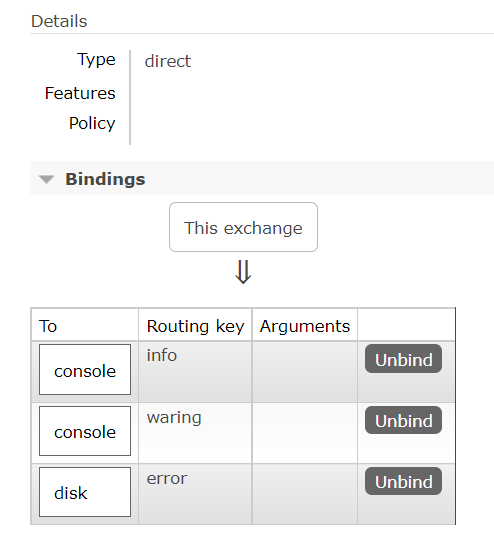 Details
Type direct
Features
Policy
Bindings
This exchange
⇓
To Routing key Arguments
console info Unbind
console waring Unbind
disk error Unbind